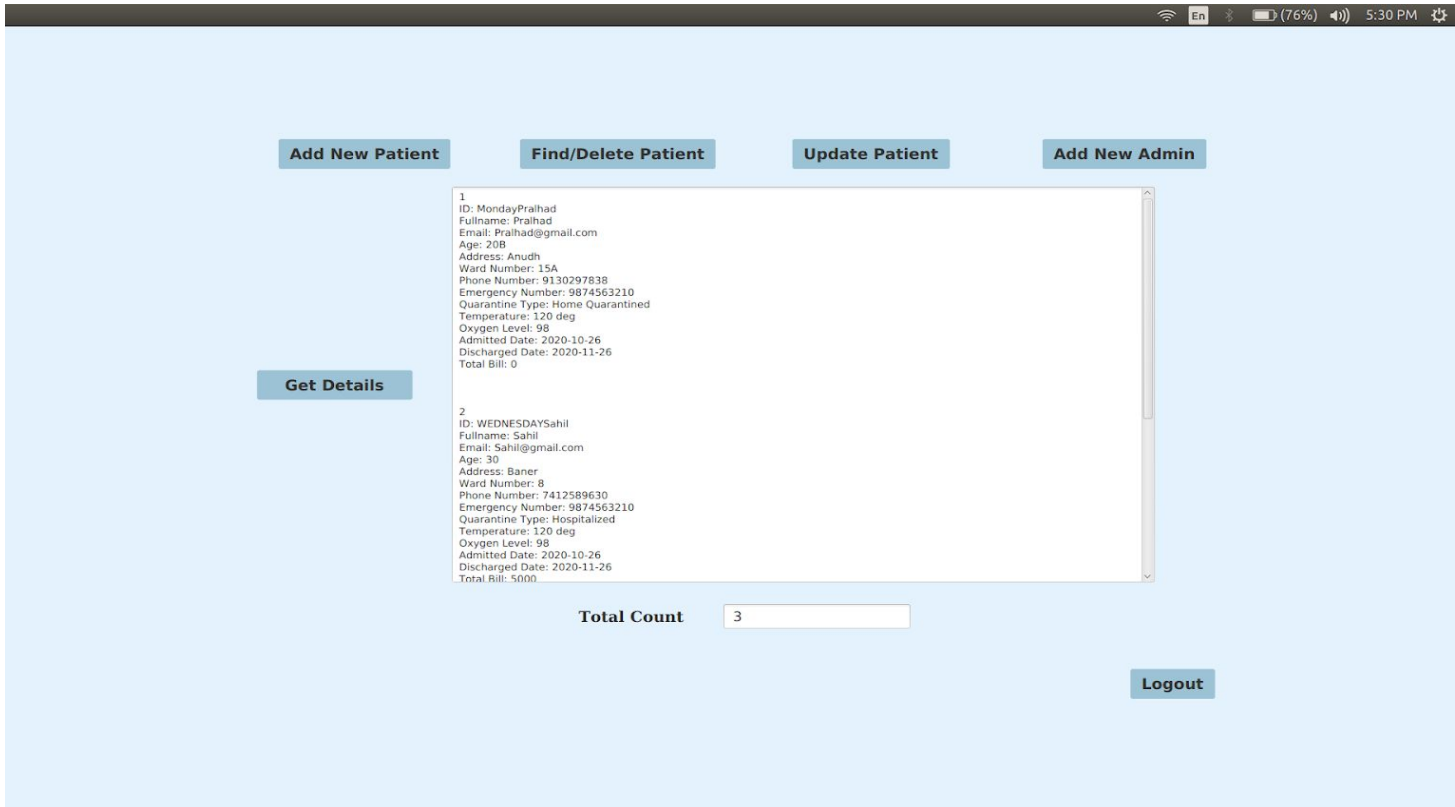 En (76%) 5:30 PM
Add New Patient Find/Delete Patient Update Patient Add New Admin
1
ID: MondayPralhad
Fullname: Pralhad
Email: Pralhad@gmail.com
Age: 20B
Address: Anudh
Ward Number: 15A
Phone Number: 9130297838
Emergency Number: 9874563210
Quarantine Type: Home Quarantined
Temperature: 120 deg
Oxygen Level: 98
Admitted Date: 2020-10-26
Discharged Date: 2020-11-26
Total Bill: 0
Get Details
2
ID: WEDNESDAYSahil
Fullname: Sahil
Email: Sahil@gmail.com
Age: 30
Address: Baner
Ward Number: 8
Phone Number: 7412589630
Emergency Number: 9874563210
Quarantine Type: Hospitalized
Temperature: 120 deg
Oxygen Level: 98
Admitted Date: 2020-10-26
Discharged Date: 2020-11-26
Total Bill: 5000
Total Count 3
Logout